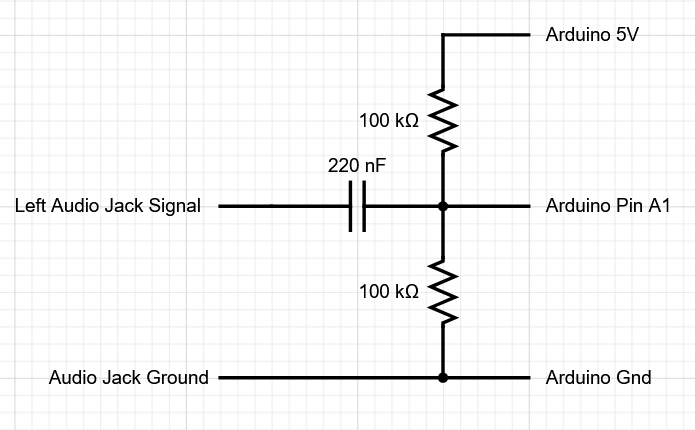 Arduino 5V
100 kΩ
220 nF
Left Audio Jack Signal
Arduino Pin A1
100 kΩ
Audio Jack Ground
Arduino Gnd